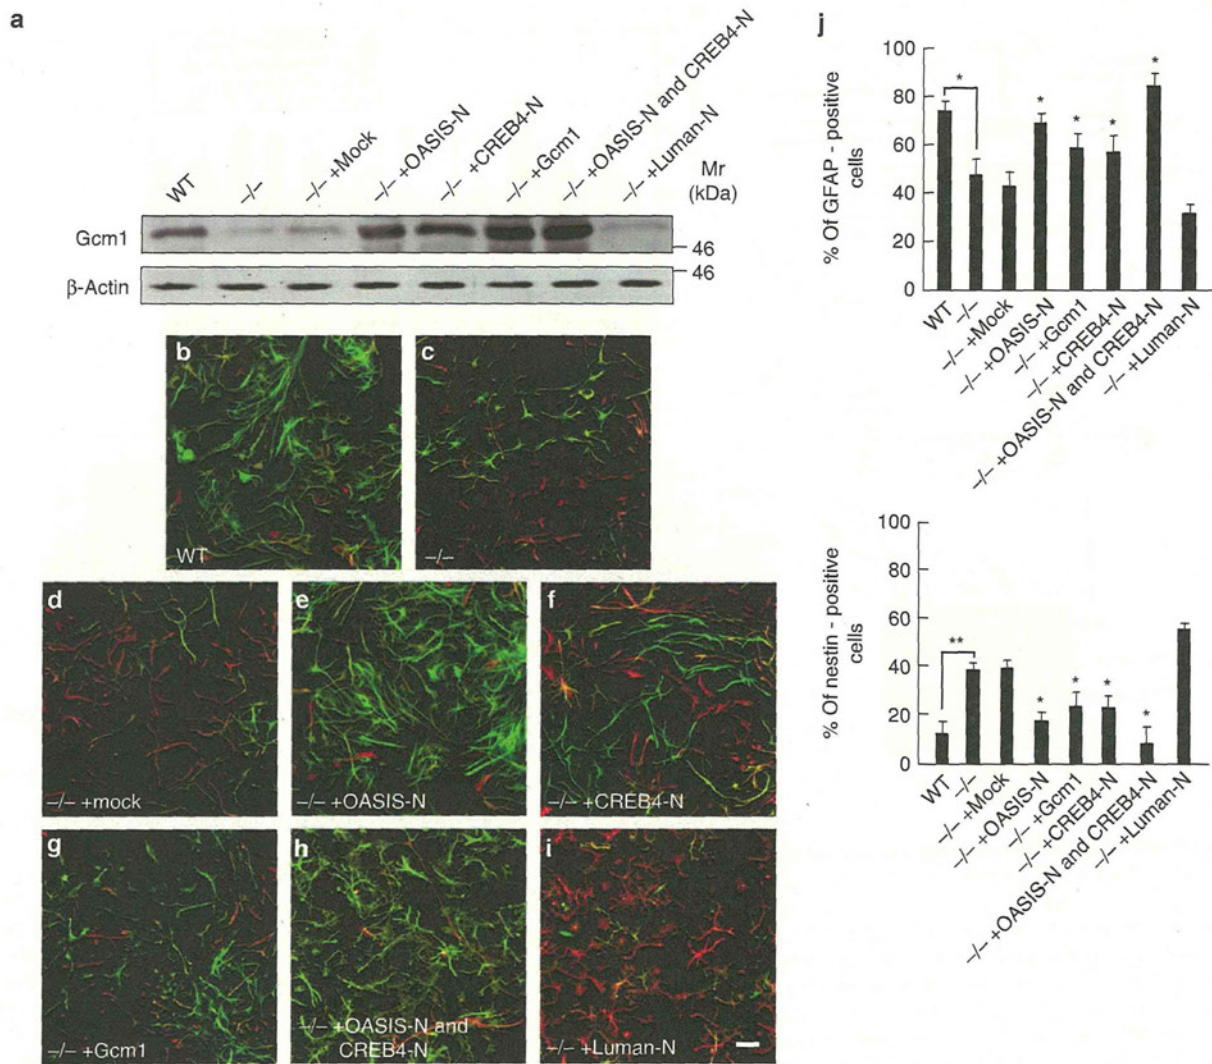 a
WT
–/–
–/– +Mock
–/– +OASIS-N
–/– +CREB4-N
–/– +Gcm1
–/– +OASIS-N and CREB4-N
–/– +Luman-N
Mr
(kDa)
Gcm1
46
46
β-Actin
b
WT
c
–/–
d
–/– +mock
e
–/– +OASIS-N
f
–/– +CREB4-N
g
–/– +Gcm1
h
–/– +OASIS-N and
CREB4-N
i
–/– +Luman-N
j
% Of GFAP - positive
cells
100
80
60
40
20
0
*
*
*
*
*
WT
–/–
–/– +Mock
–/– +OASIS-N
–/– +Gcm1
–/– +CREB4-N
–/– +OASIS-N and CREB4-N
–/– +Luman-N
% Of nestin - positive
cells
100
80
60
40
20
0
**
*
*
*
*
WT
–/–
–/– +Mock
–/– +OASIS-N
–/– +Gcm1
–/– +CREB4-N
–/– +OASIS-N and CREB4-N
–/– +Luman-N